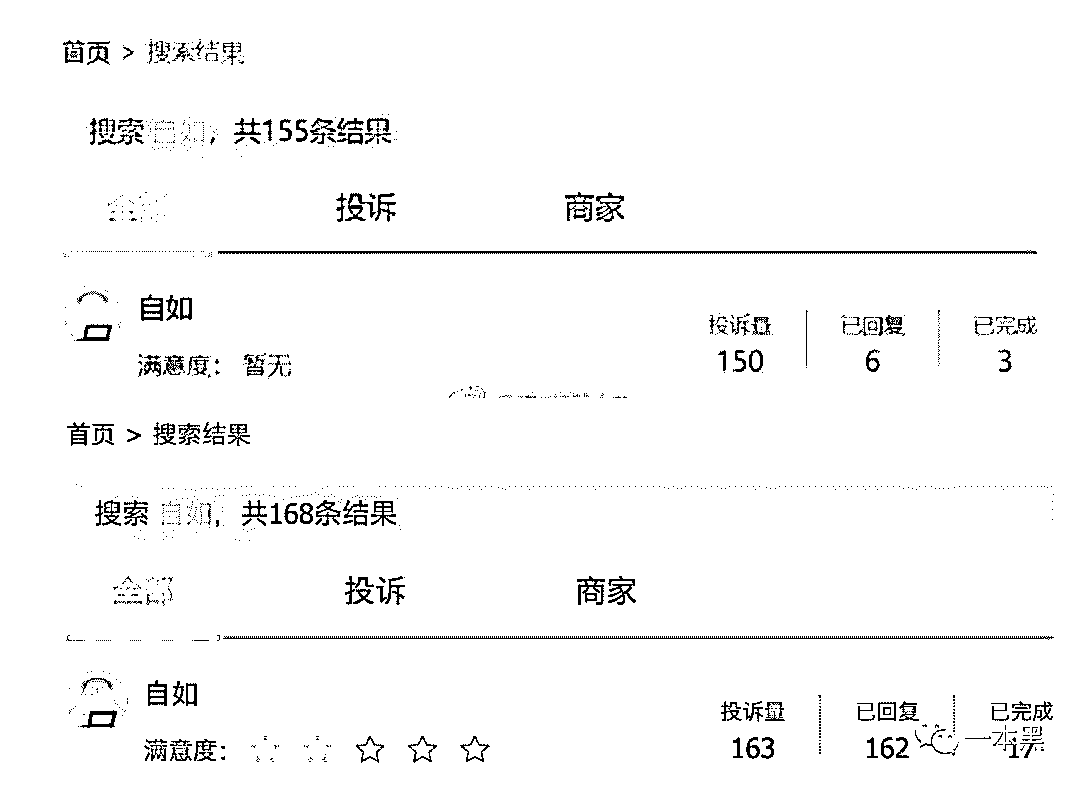 首页 > 搜索结果
搜索 自如，共155条结果
全部 投诉 商家
自如
投诉量 已回复 已完成
满意度： 暂无
150 6 3
首页 > 搜索结果
搜索 自如，共168条结果
全部 投诉 商家
自如
投诉量 已回复 已完成
满意度：
163 162 17
一本黑